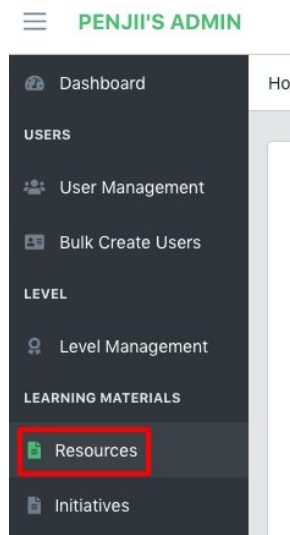 PENJII'S ADMIN
Dashboard
Ho
USERS
User Management
Bulk Create Users
LEVEL
Level Management
LEARNING MATERIALS
Resources
Initiatives